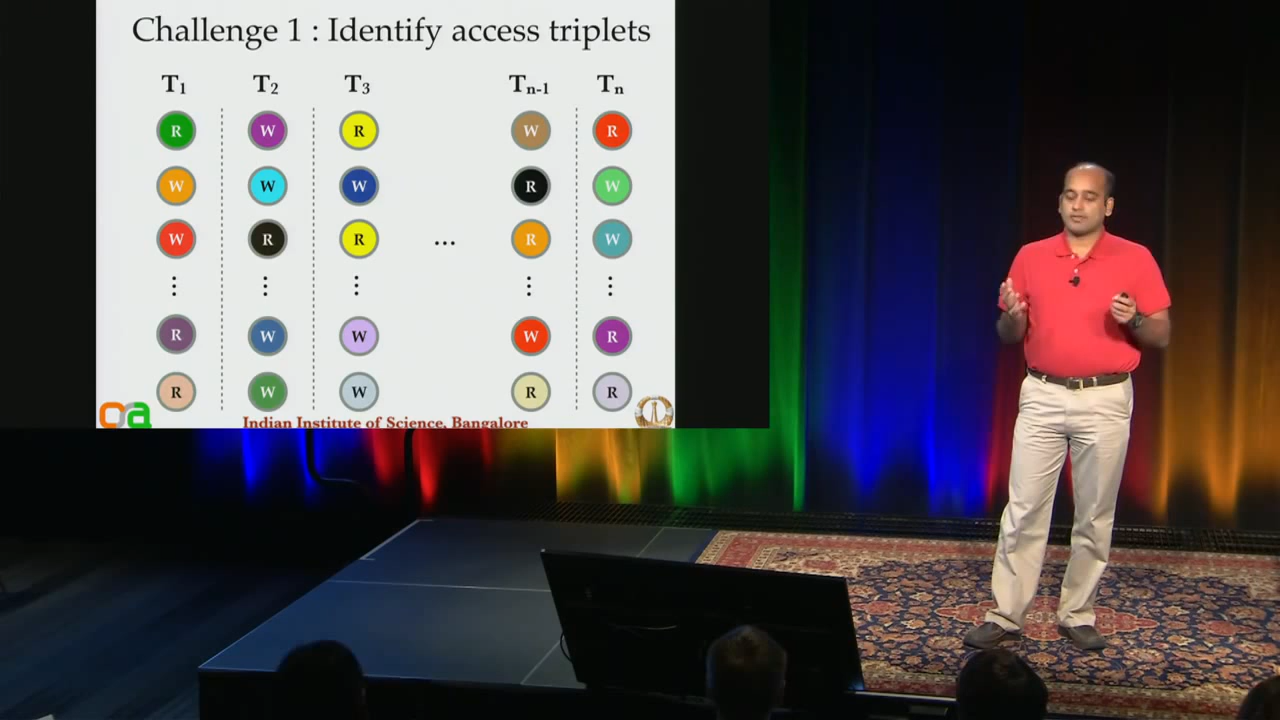 Challenge 1 : Identify access triplets
T1 T2 T3 Tn-1 Tn
R W R W R
W W W R W
W R R ... R W
R W W W R
R W W R R
Indian Institute of Science, Bangalore